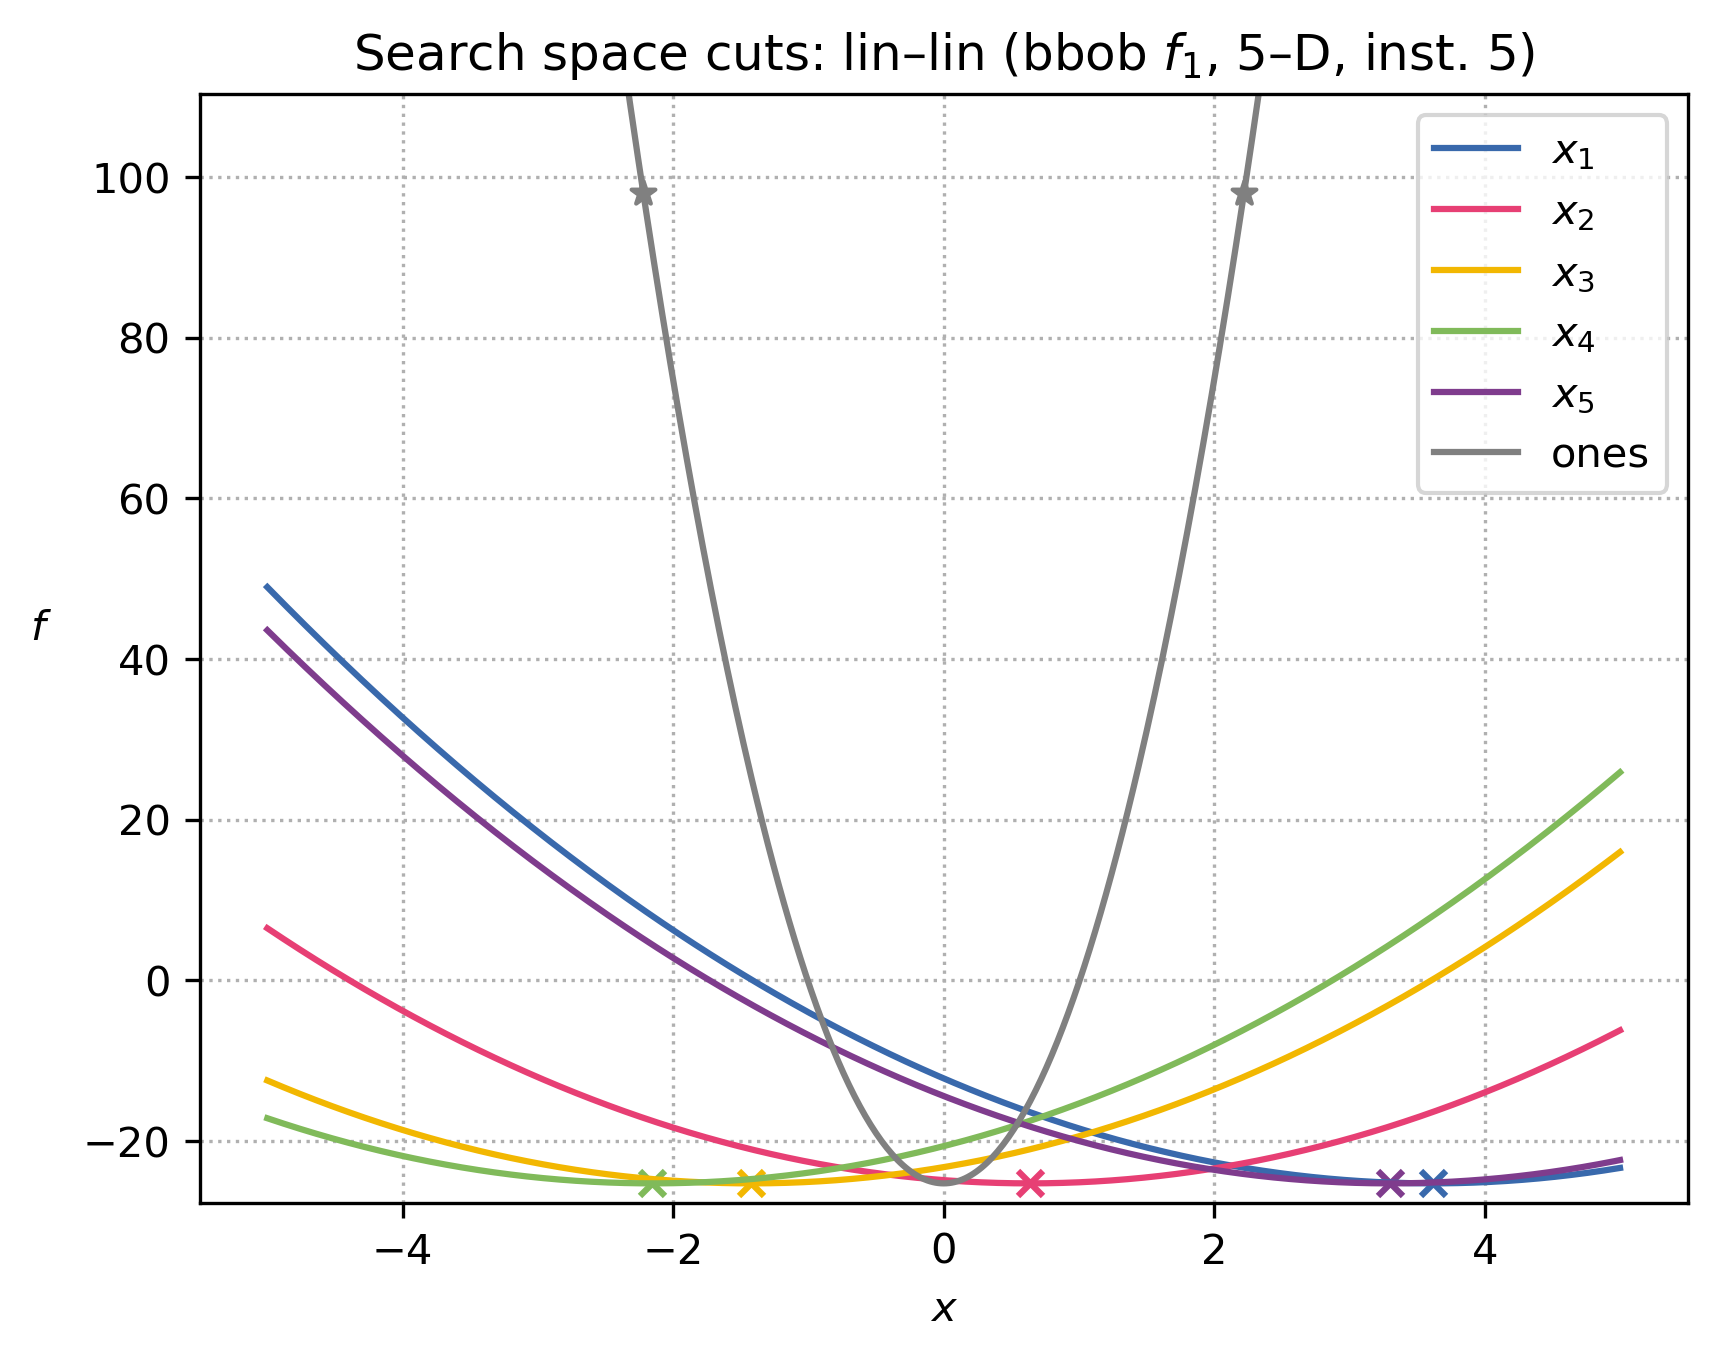 Search space cuts: lin–lin (bbob f₁, 5–D, inst. 5)
100
80
60
40
20
0
−20
f
−4
−2
0
2
4
x
x₁
x₂
x₃
x₄
x₅
ones